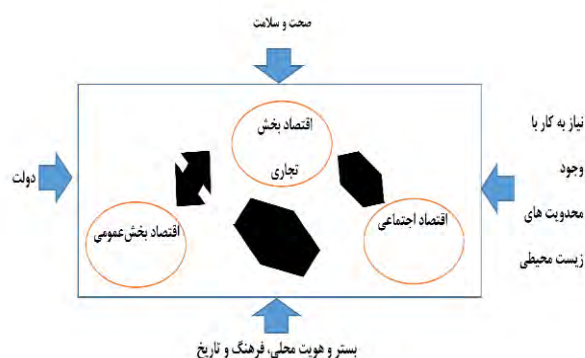 صحت و سلامت
اقتصاد بخش
تجاری
نیاز به کار با
وجود
محدودیت های
زیست محیطی
دولت
اقتصاد بخش عمومی
اقتصاد اجتماعی
بستر و هویت محلی، فرهنگ و تاریخ